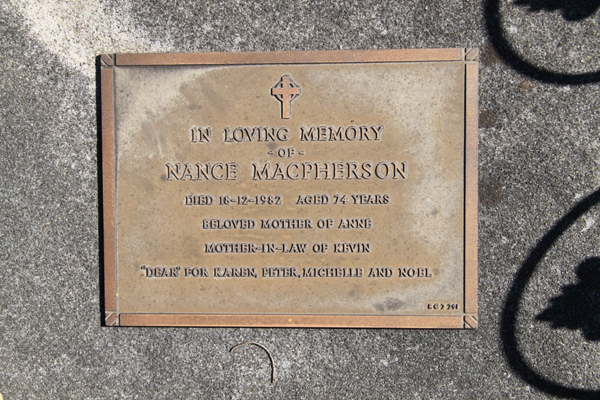 IN LOVING MEMORY
- OF -
NANCE MACPHERSON
DIED 18-12-1982 AGED 74 YEARS
BELOVED MOTHER OF ANNE
MOTHER-IN-LAW OF KEVIN
"DEAR" FOR KAREN, PETER, MICHELLE AND NOEL